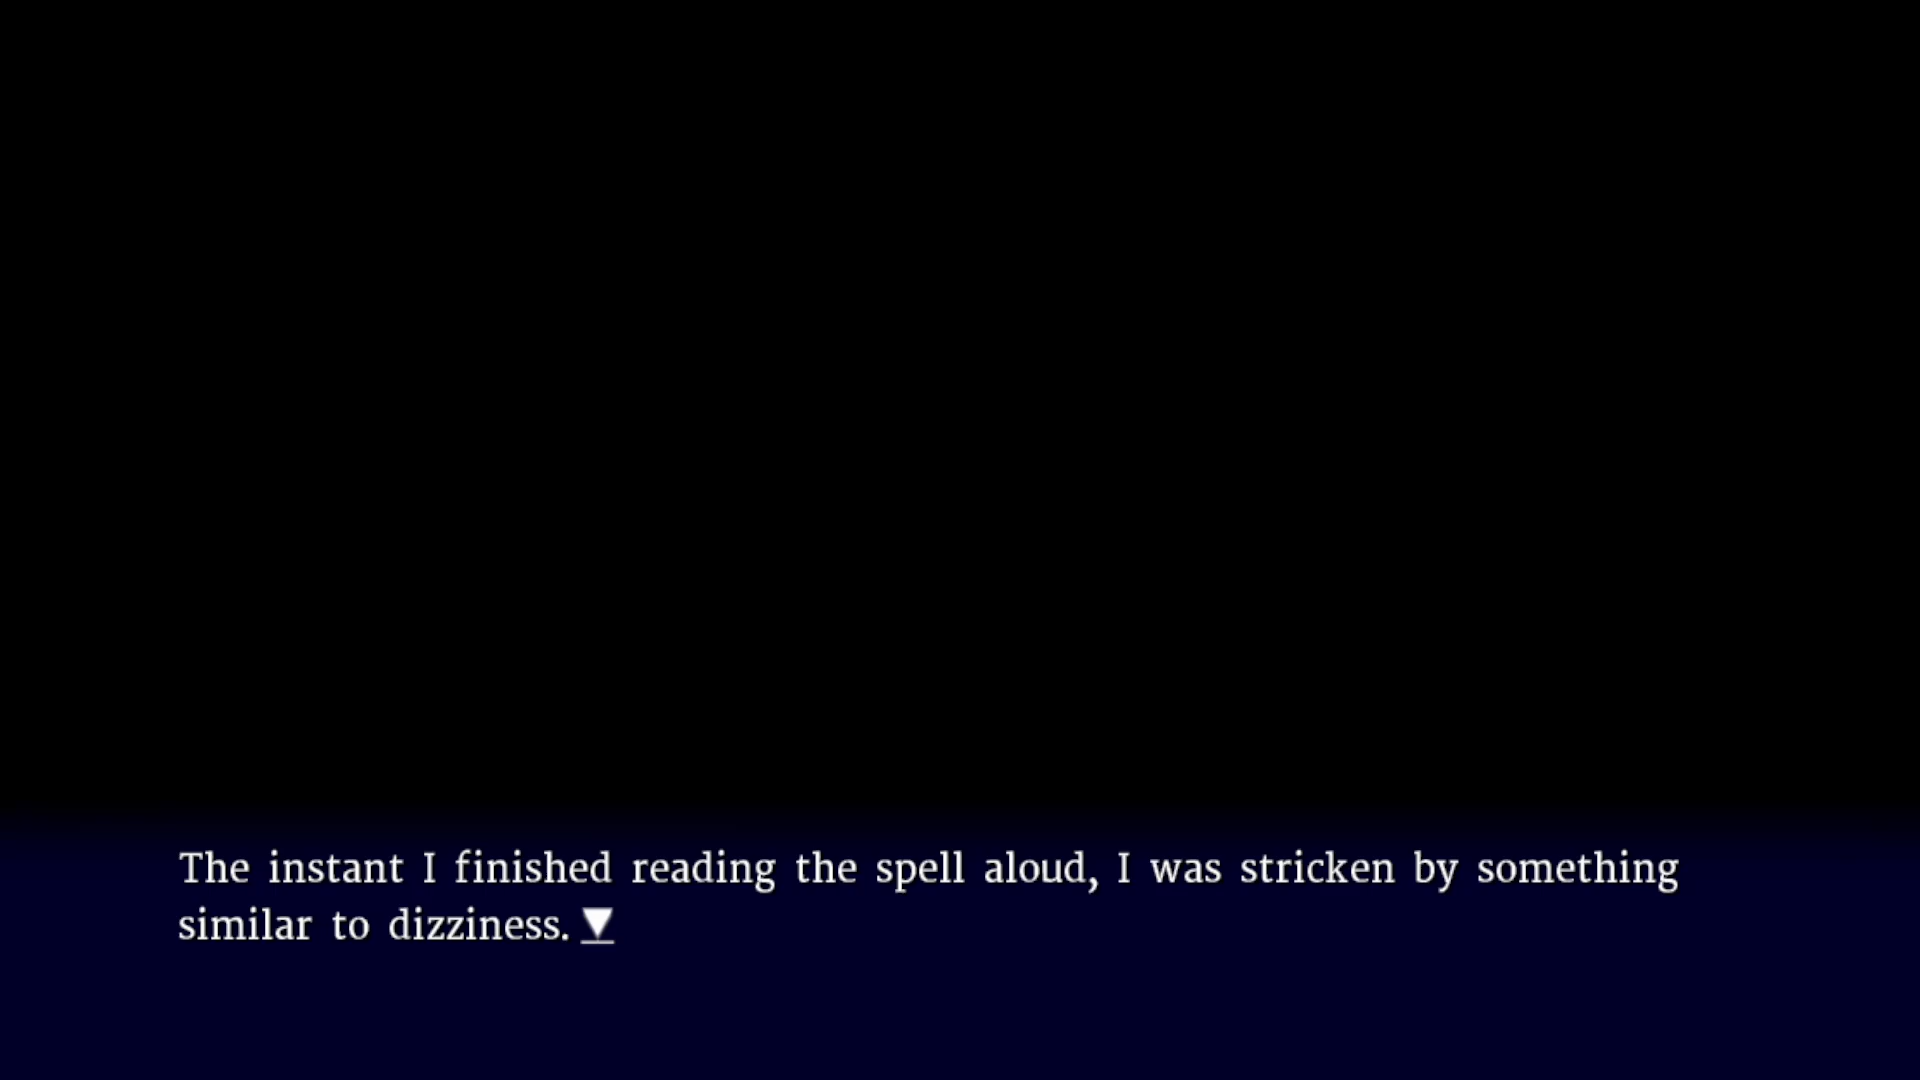 The instant I finished reading the spell aloud, I was stricken by something
similar to dizziness.